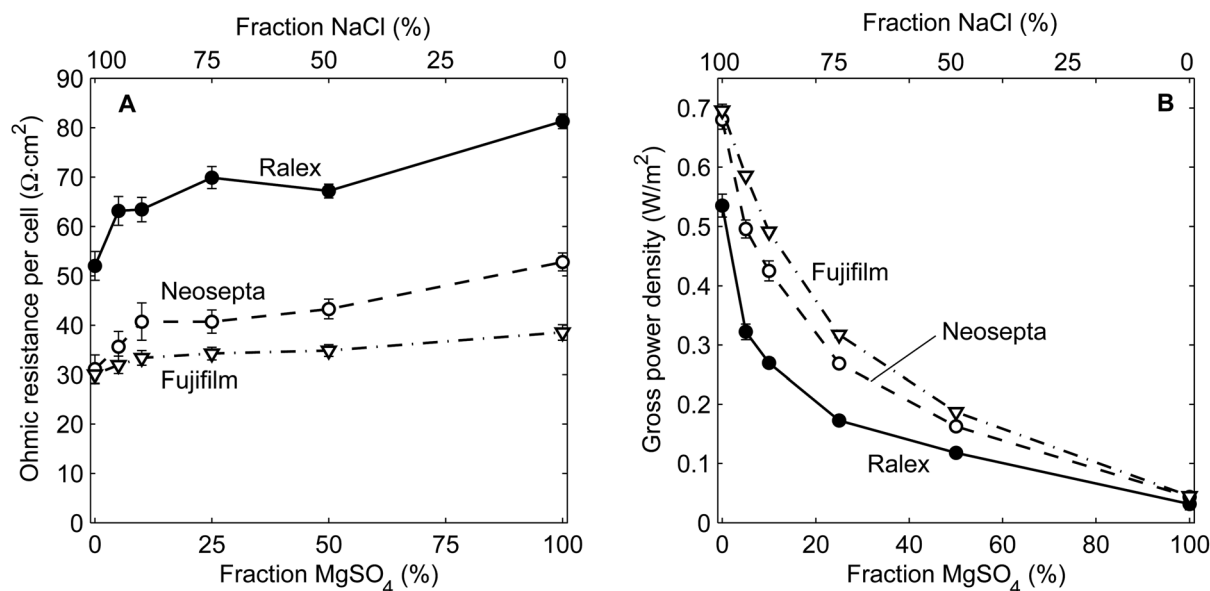 Fraction NaCl (%)
100 75 50 25 0
A
90
80
70
60
50
40
30
20
10
0
Ohmic resistance per cell (Ω·cm²)
Ralex
Neosepta
Fujifilm
0 25 50 75 100
Fraction MgSO₄ (%)
Fraction NaCl (%)
100 75 50 25 0
B
0.7
0.6
0.5
0.4
0.3
0.2
0.1
0
Gross power density (W/m²)
Fujifilm
Neosepta
Ralex
0 20 40 60 80 100
Fraction MgSO₄ (%)